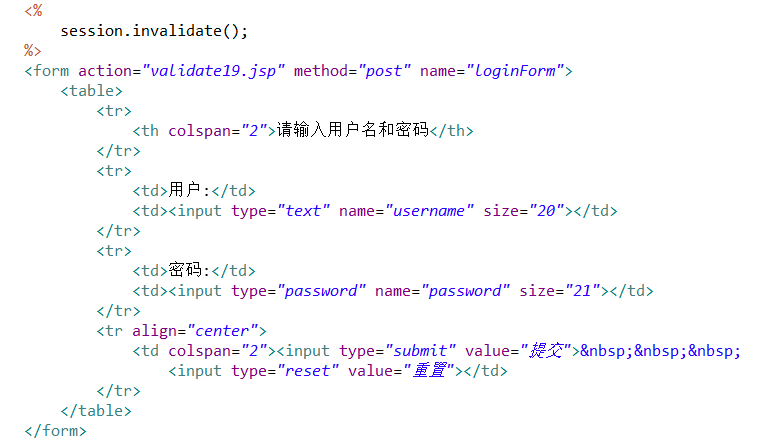 <%
    session.invalidate();
%>
<form action="validate19.jsp" method="post" name="loginForm">
    <table>
        <tr>
            <th colspan="2">请输入用户名和密码</th>
        </tr>
        <tr>
            <td>用户:</td>
            <td><input type="text" name="username" size="20"></td>
        </tr>
        <tr>
            <td>密码:</td>
            <td><input type="password" name="password" size="21"></td>
        </tr>
        <tr align="center">
            <td colspan="2"><input type="submit" value="提交">&nbsp;&nbsp;&nbsp;
                <input type="reset" value="重置"></td>
        </tr>
    </table>
</form>